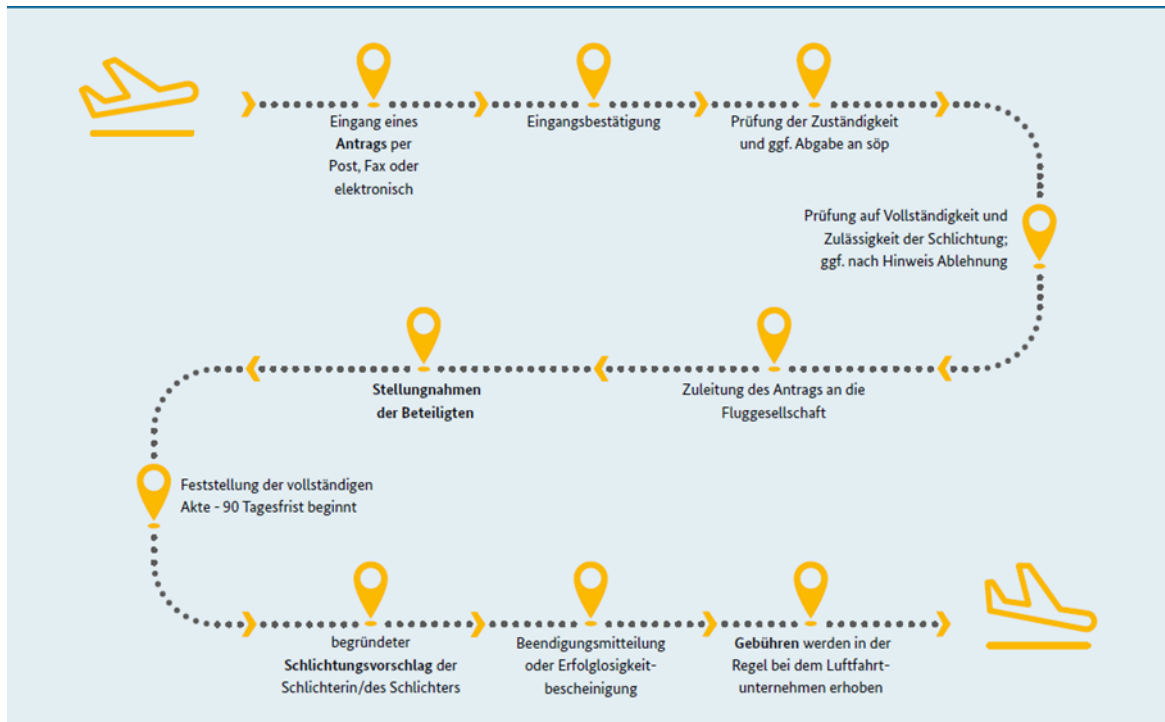 Eingang eines
Antrags per
Post, Fax oder
elektronisch
Eingangsbestätigung
Prüfung der Zuständigkeit
und ggf. Abgabe an söp
Prüfung auf Vollständigkeit und
Zulässigkeit der Schlichtung;
ggf. nach Hinweis Ablehnung
Zuleitung des Antrags an die
Fluggesellschaft
Stellungnahmen
der Beteiligten
Feststellung der vollständigen
Akte - 90 Tagesfrist beginnt
begründeter
Schlichtungsvorschlag der
Schlichterin/des Schlichters
Beendigungsmitteilung
oder Erfolglosigkeit-
bescheinigung
Gebühren werden in der
Regel bei dem Luftfahrt-
unternehmen erhoben